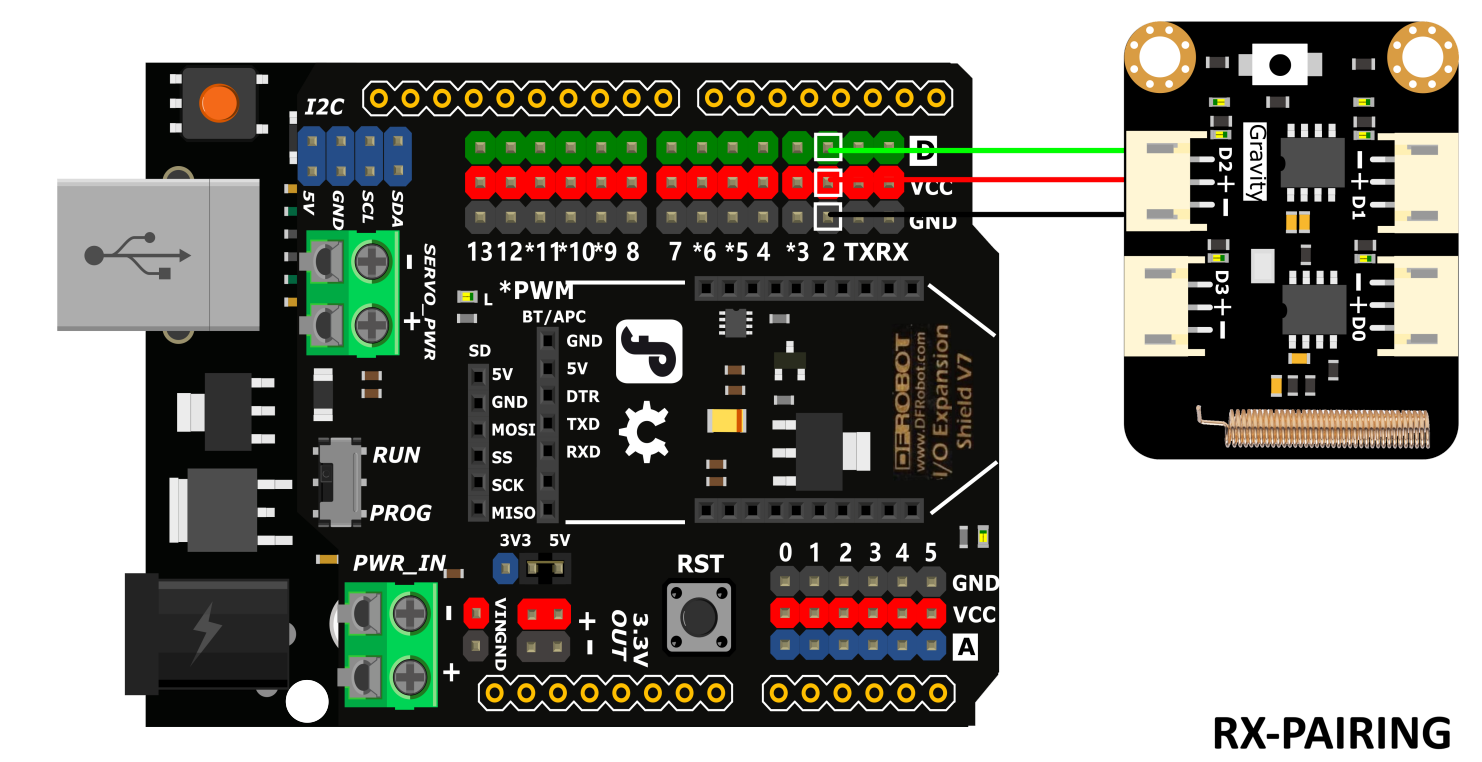 I2C
5V GND SCL SDA
D
VCC
GND
13 12 *11 *10 *9 8 7 *6 *5 4 *3 2 TX RX
SERVO_PWR
-
+
L
*PWM
BT/APC
GND
5V
DTR
TXD
RXD
SD
5V
GND
MOSI
SS
SCK
MISO
DFROBOT
www.DFRobot.com
I/O Expansion
Shield V7
RUN
PROG
3V3 5V
PWR_IN
-
+
VIN GND
+
-
3.3V
OUT
RST
0 1 2 3 4 5
GND
VCC
A
Gravity
D2 + -
- + D1
D3 + -
- + D0
RX-PAIRING